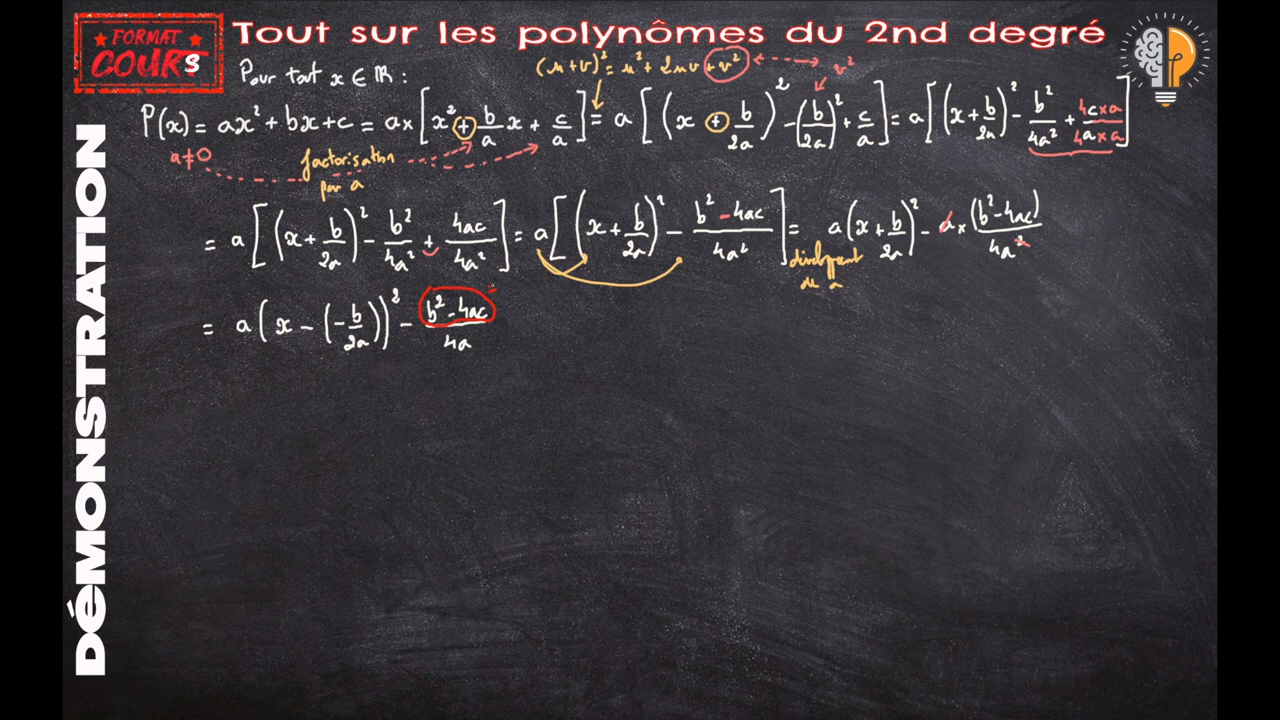 FORMAT
COURS
Tout sur les polynômes du 2nd degré
DÉMONSTRATION
Pour tout x ∈ ℝ :
(u+v)² = u² + 2uv + v²
v²
P(x) = ax² + bx + c = a × [x² + b/a x + c/a] = a [(x + b/2a)² - (b/2a)² + c/a] = a [(x + b/2a)² - b²/4a² + 4c×a/4a×a]
a ≠ 0
factorisation
par a
= a [(x + b/2a)² - b²/4a² + 4ac/4a²] = a [(x + b/2a)² - b² - 4ac/4a²] = a (x + b/2a)² - a × (b² - 4ac)/4a²
de a
= a (x - (-b/2a))² - b² - 4ac/4a